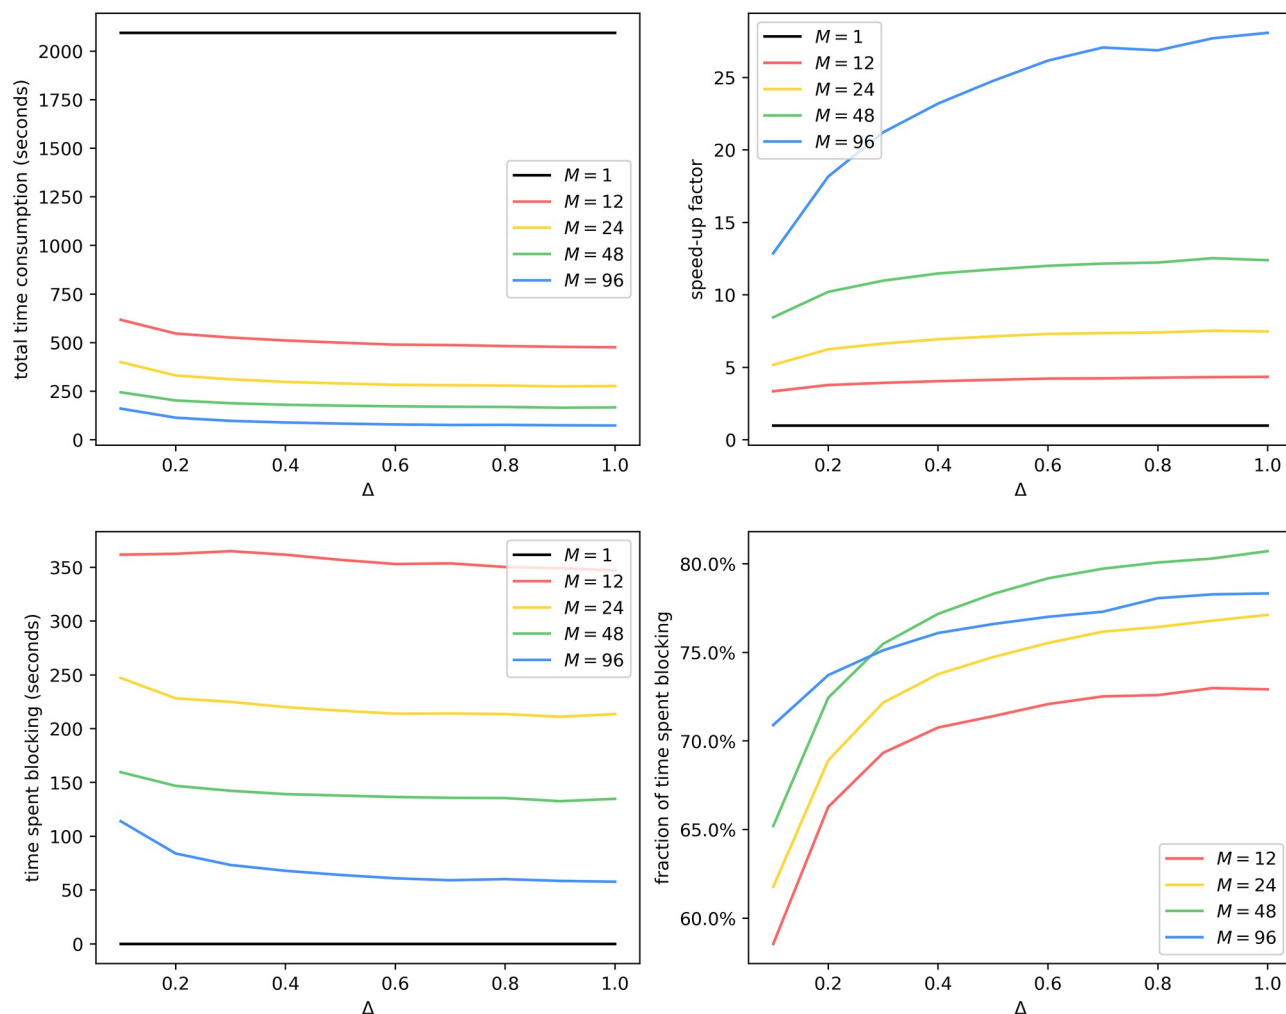 total time consumption (seconds)
2000
1750
1500
1250
1000
750
500
250
0
M = 1
M = 12
M = 24
M = 48
M = 96
0.2 0.4 0.6 0.8 1.0
Δ
speed-up factor
25
20
15
10
5
0
M = 1
M = 12
M = 24
M = 48
M = 96
0.2 0.4 0.6 0.8 1.0
Δ
time spent blocking (seconds)
350
300
250
200
150
100
50
0
M = 1
M = 12
M = 24
M = 48
M = 96
0.2 0.4 0.6 0.8 1.0
Δ
fraction of time spent blocking
80.0%
75.0%
70.0%
65.0%
60.0%
M = 12
M = 24
M = 48
M = 96
0.2 0.4 0.6 0.8 1.0
Δ